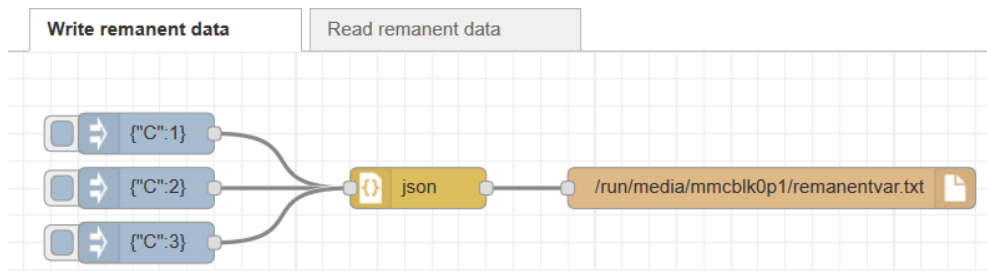 Write remanent data
Read remanent data
{"C":1}
{"C":2}
json
/run/media/mmcblk0p1/remanentvar.txt
{"C":3}